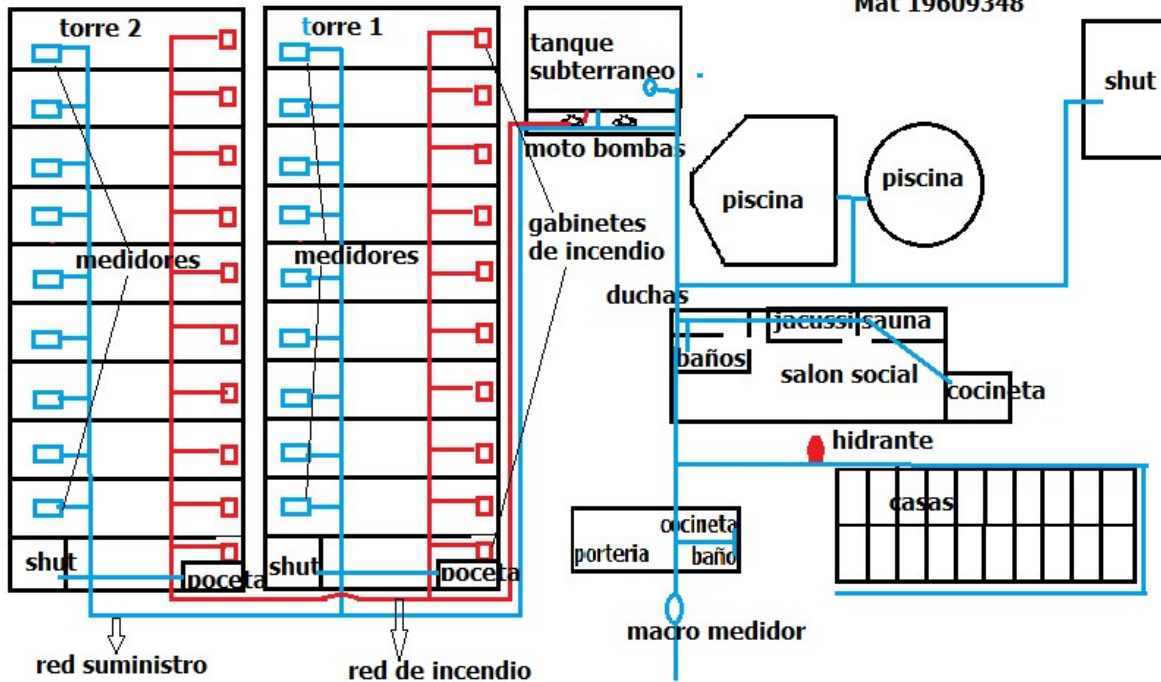 Mat 19609348
torre 2
torre 1
tanque
subterraneo
shut
moto bombas
piscina
piscina
medidores
medidores
gabinetes
de incendio
duchas
jacussi
sauna
baños
salon social
cocineta
hidrante
casas
cocineta
porteria
baño
shut
poceta
shut
poceta
macro medidor
red suministro
red de incendio